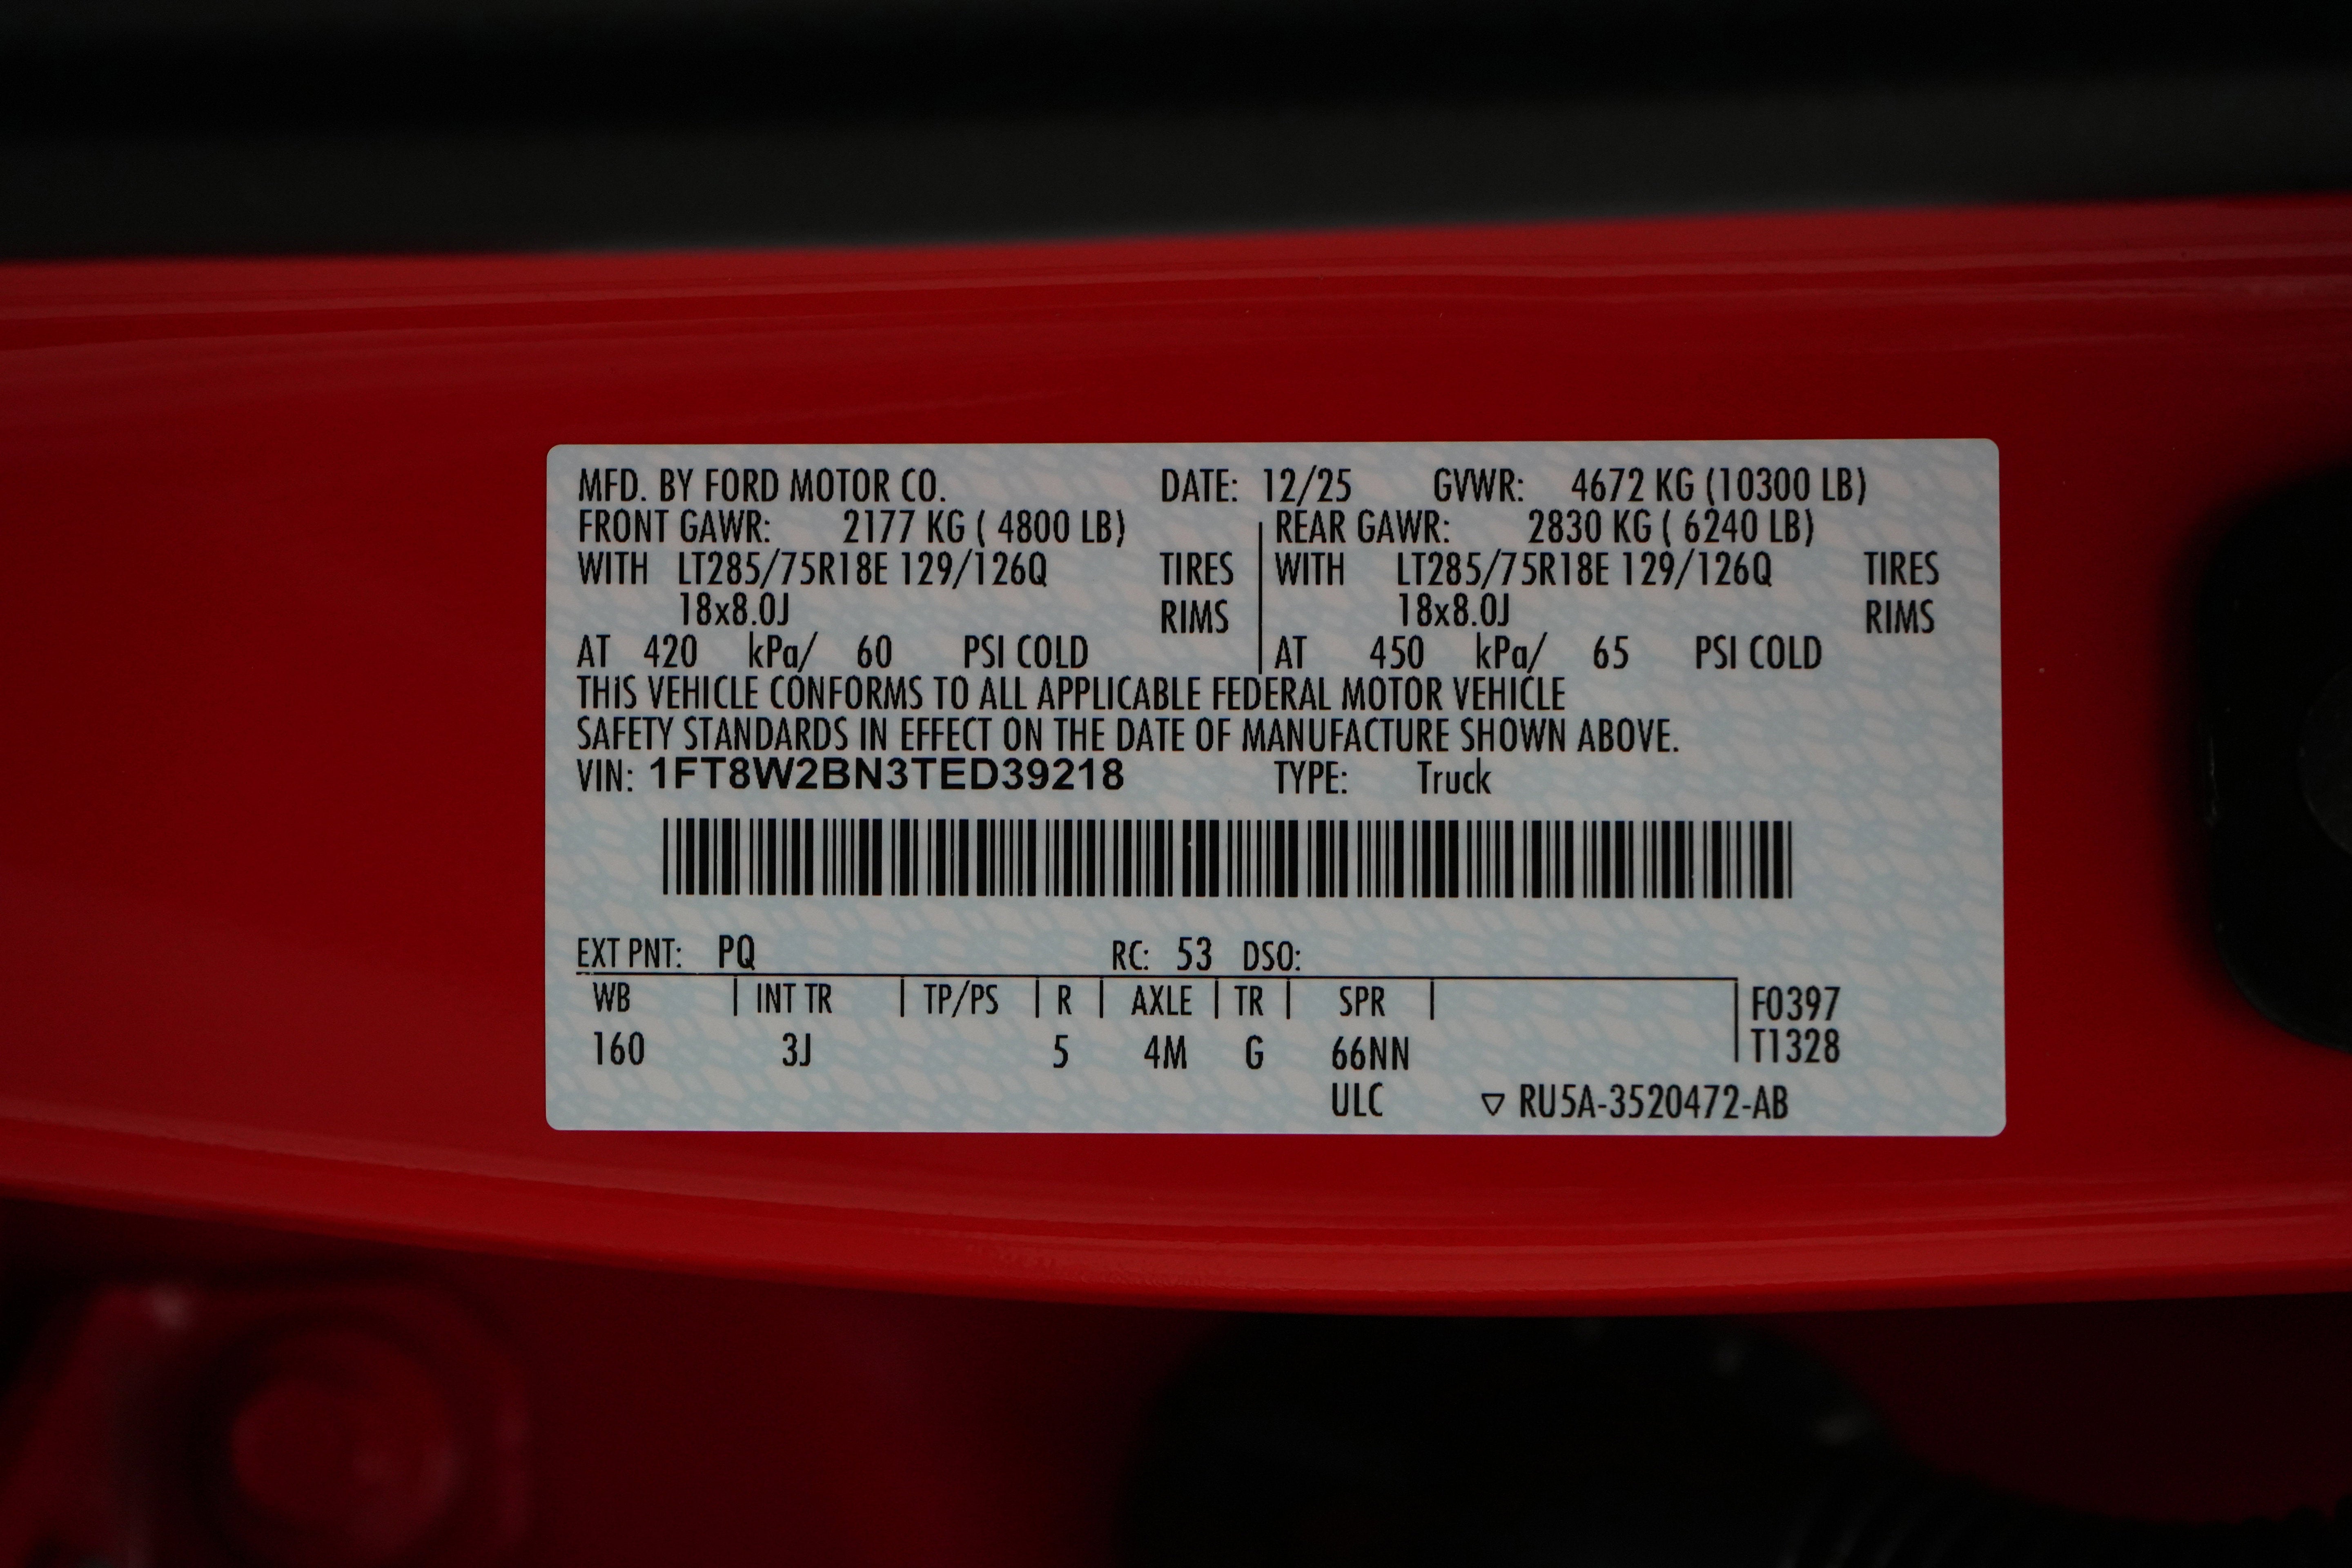 MFD. BY FORD MOTOR CO. DATE: 12/25 GVWR: 4672 KG (10300 LB)
FRONT GAWR: 2177 KG ( 4800 LB) REAR GAWR: 2830 KG ( 6240 LB)
WITH LT285/75R18E 129/126Q TIRES WITH LT285/75R18E 129/126Q TIRES
18x8.0J RIMS 18x8.0J RIMS
AT 420 kPa/ 60 PSI COLD AT 450 kPa/ 65 PSI COLD
THIS VEHICLE CONFORMS TO ALL APPLICABLE FEDERAL MOTOR VEHICLE
SAFETY STANDARDS IN EFFECT ON THE DATE OF MANUFACTURE SHOWN ABOVE.
VIN: 1FT8W2BN3TED39218 TYPE: Truck
EXT PNT: PQ RC: 53 DSO:
WB | INT TR | TP/PS | R | AXLE | TR | SPR | F0397
160 3J 5 4M G 66NN T1328
ULC ▽ RU5A-3520472-AB